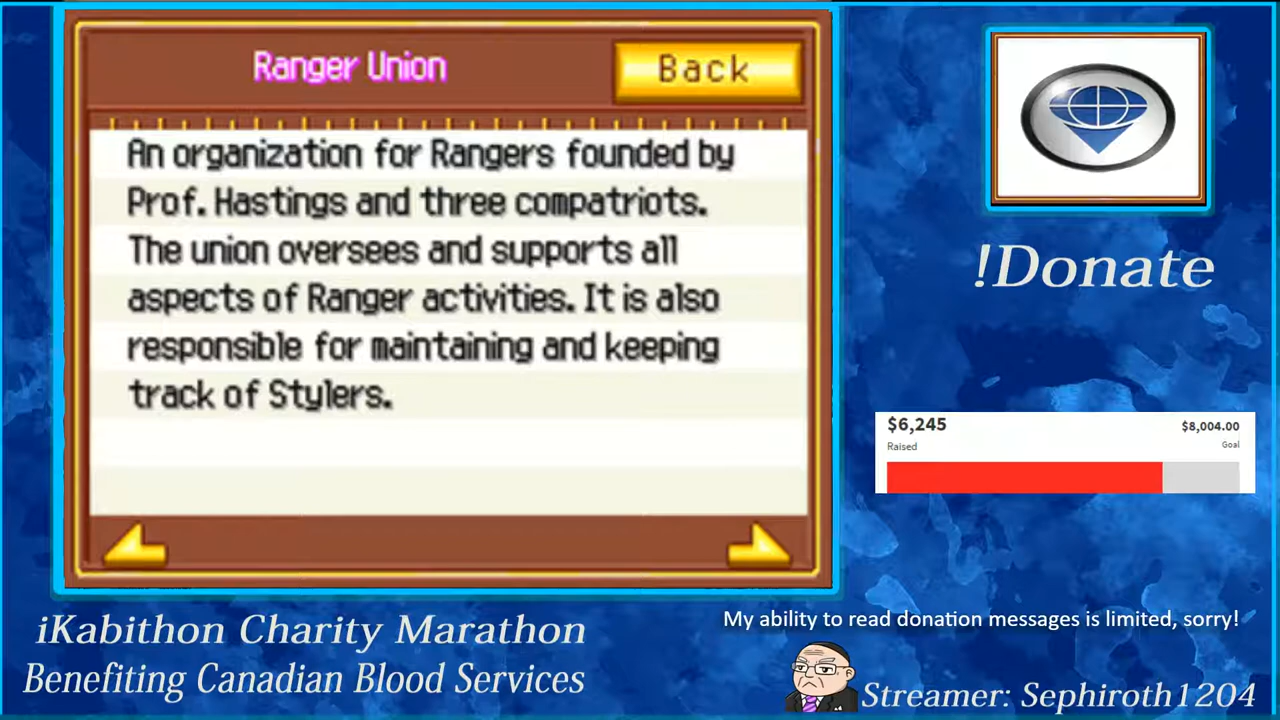 Ranger Union
Back
An organization for Rangers founded by
Prof. Hastings and three compatriots.
The union oversees and supports all
aspects of Ranger activities. It is also
responsible for maintaining and keeping
track of Stylers.
!Donate
$6,245
$8,004.00
Raised
Goal
iKabithon Charity Marathon
Benefiting Canadian Blood Services
My ability to read donation messages is limited, sorry!
Streamer: Sephiroth1204